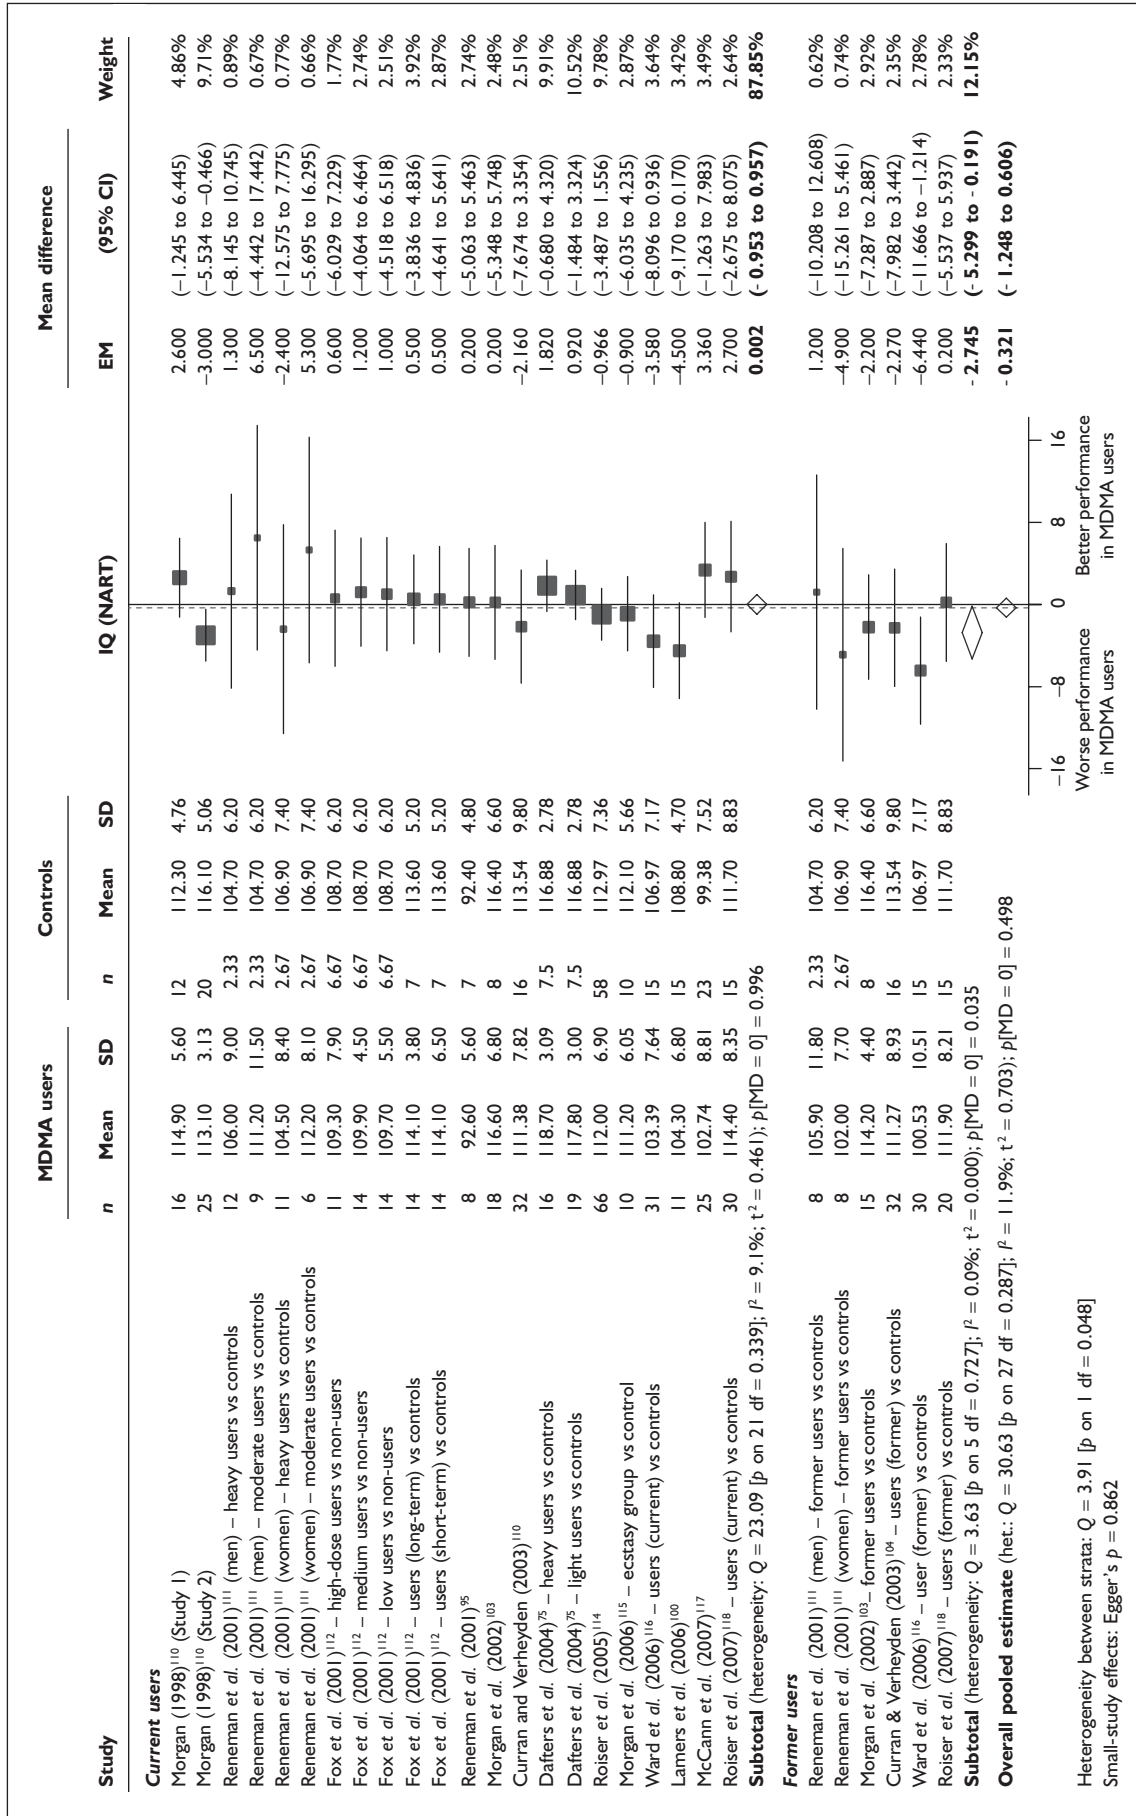 MDMA users Controls Mean difference
Study n Mean SD n Mean SD IQ (NART) EM (95% CI) Weight
Current users
Morgan (1998)¹¹⁰ (Study 1) 16 114.90 5.60 12 112.30 4.76 2.600 (−1.245 to 6.445) 4.86%
Morgan (1998)¹¹⁰ (Study 2) 25 113.10 3.13 20 116.10 5.06 −3.000 (−5.534 to −0.466) 9.71%
Reneman et al. (2001)¹¹¹ (men) – heavy users vs controls 12 106.00 9.00 2.33 104.70 6.20 1.300 (−8.145 to 10.745) 0.89%
Reneman et al. (2001)¹¹¹ (men) – moderate users vs controls 9 111.20 11.50 2.33 104.70 6.20 6.500 (−4.442 to 17.442) 0.67%
Reneman et al. (2001)¹¹¹ (women) – heavy users vs controls 11 104.50 8.40 2.67 106.90 7.40 −2.400 (−12.575 to 7.775) 0.77%
Reneman et al. (2001)¹¹¹ (women) – moderate users vs controls 6 112.20 8.10 2.67 106.90 7.40 5.300 (−5.695 to 16.295) 0.66%
Fox et al. (2001)¹¹² – high-dose users vs non-users 11 109.30 7.90 6.67 108.70 6.20 0.600 (−6.029 to 7.229) 1.77%
Fox et al. (2001)¹¹² – medium users vs non-users 14 109.90 4.50 6.67 108.70 6.20 1.200 (−4.064 to 6.464) 2.74%
Fox et al. (2001)¹¹² – low users vs non-users 14 109.70 5.50 6.67 108.70 6.20 1.000 (−4.518 to 6.518) 2.51%
Fox et al. (2001)¹¹² – users (long-term) vs controls 14 114.10 3.80 7 113.60 5.20 0.500 (−3.836 to 4.836) 3.92%
Fox et al. (2001)¹¹² – users (short-term) vs controls 14 114.10 6.50 7 113.60 5.20 0.500 (−4.641 to 5.641) 2.87%
Reneman et al. (2001)⁹⁵ 8 92.60 5.60 7 92.40 4.80 0.200 (−5.063 to 5.463) 2.74%
Morgan et al. (2002)¹⁰³ 18 116.60 6.80 8 116.40 6.60 0.200 (−5.348 to 5.748) 2.48%
Curran and Verheyden (2003)¹¹⁰ 32 111.38 7.82 16 113.54 9.80 −2.160 (−7.674 to 3.354) 2.51%
Dafters et al. (2004)⁷⁵ – heavy users vs controls 16 118.70 3.09 7.5 116.88 2.78 1.820 (−0.680 to 4.320) 9.91%
Dafters et al. (2004)⁷⁵ – light users vs controls 19 117.80 3.00 7.5 116.88 2.78 0.920 (−1.484 to 3.324) 10.52%
Roiser et al. (2005)¹¹⁴ 66 112.00 6.90 58 112.97 7.36 −0.966 (−3.487 to 1.556) 9.78%
Morgan et al. (2006)¹¹⁵ – ecstasy group vs control 10 111.20 6.05 10 112.10 5.66 −0.900 (−6.035 to 4.235) 2.87%
Ward et al. (2006)¹¹⁶ – users (current) vs controls 31 103.39 7.64 15 106.97 7.17 −3.580 (−8.096 to 0.936) 3.64%
Lamers et al. (2006)¹⁰⁰ 11 104.30 6.80 15 108.80 4.70 −4.500 (−9.170 to 0.170) 3.42%
McCann et al. (2007)¹¹⁷ 25 102.74 8.81 23 99.38 7.52 3.360 (−1.263 to 7.983) 3.49%
Roiser et al. (2007)¹¹⁸ – users (current) vs controls 30 114.40 8.35 15 111.70 8.83 2.700 (−2.675 to 8.075) 2.64%
Subtotal (heterogeneity: Q = 23.09 [p on 21 df = 0.339]; I² = 9.1%; t² = 0.461); p[MD = 0] = 0.996 0.002 (- 0.953 to 0.957) 87.85%
Former users
Reneman et al. (2001)¹¹¹ (men) – former users vs controls 8 105.90 11.80 2.33 104.70 6.20 1.200 (−10.208 to 12.608) 0.62%
Reneman et al. (2001)¹¹¹ (women) – former users vs controls 8 102.00 7.70 2.67 106.90 7.40 −4.900 (−15.261 to 5.461) 0.74%
Morgan et al. (2002)¹⁰³– former users vs controls 15 114.20 4.40 8 116.40 6.60 −2.200 (−7.287 to 2.887) 2.92%
Curran & Verheyden (2003)¹⁰⁴ – users (former) vs controls 32 111.27 8.93 16 113.54 9.80 −2.270 (−7.982 to 3.442) 2.35%
Ward et al. (2006)¹¹⁶ – user (former) vs controls 30 100.53 10.51 15 106.97 7.17 −6.440 (−11.666 to −1.214) 2.78%
Roiser et al. (2007)¹¹⁸ – users (former) vs controls 20 111.90 8.21 15 111.70 8.83 0.200 (−5.537 to 5.937) 2.33%
Subtotal (heterogeneity: Q = 3.63 [p on 5 df = 0.727]; I² = 0.0%; t² = 0.000); p[MD = 0] = 0.035 - 2.745 (- 5.299 to - 0.191) 12.15%
Overall pooled estimate (het.: Q = 30.63 [p on 27 df = 0.287]; I² = 11.9%; t² = 0.703); p[MD = 0] = 0.498 - 0.321 (- 1.248 to 0.606)
−16 −8 0 8 16
Worse performance Better performance
in MDMA users in MDMA users
Heterogeneity between strata: Q = 3.91 [p on 1 df = 0.048]
Small-study effects: Egger's p = 0.862